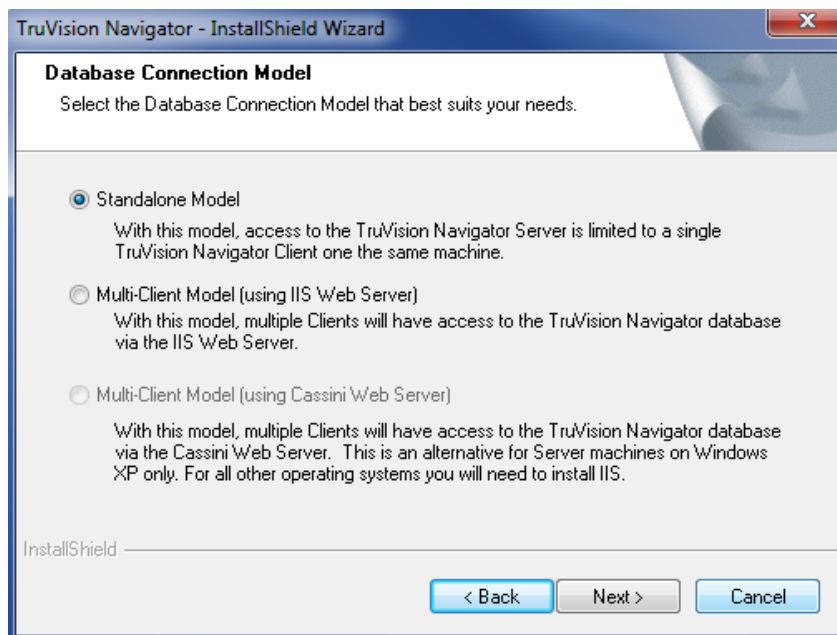 TruVision Navigator - InstallShield Wizard
Database Connection Model
Select the Database Connection Model that best suits your needs.
Standalone Model
With this model, access to the TruVision Navigator Server is limited to a single
TruVision Navigator Client one the same machine.
Multi-Client Model (using IIS Web Server)
With this model, multiple Clients will have access to the TruVision Navigator database
via the IIS Web Server.
Multi-Client Model (using Cassini Web Server)
With this model, multiple Clients will have access to the TruVision Navigator database
via the Cassini Web Server.  This is an alternative for Server machines on Windows
XP only. For all other operating systems you will need to install IIS.
InstallShield
< Back Next > Cancel